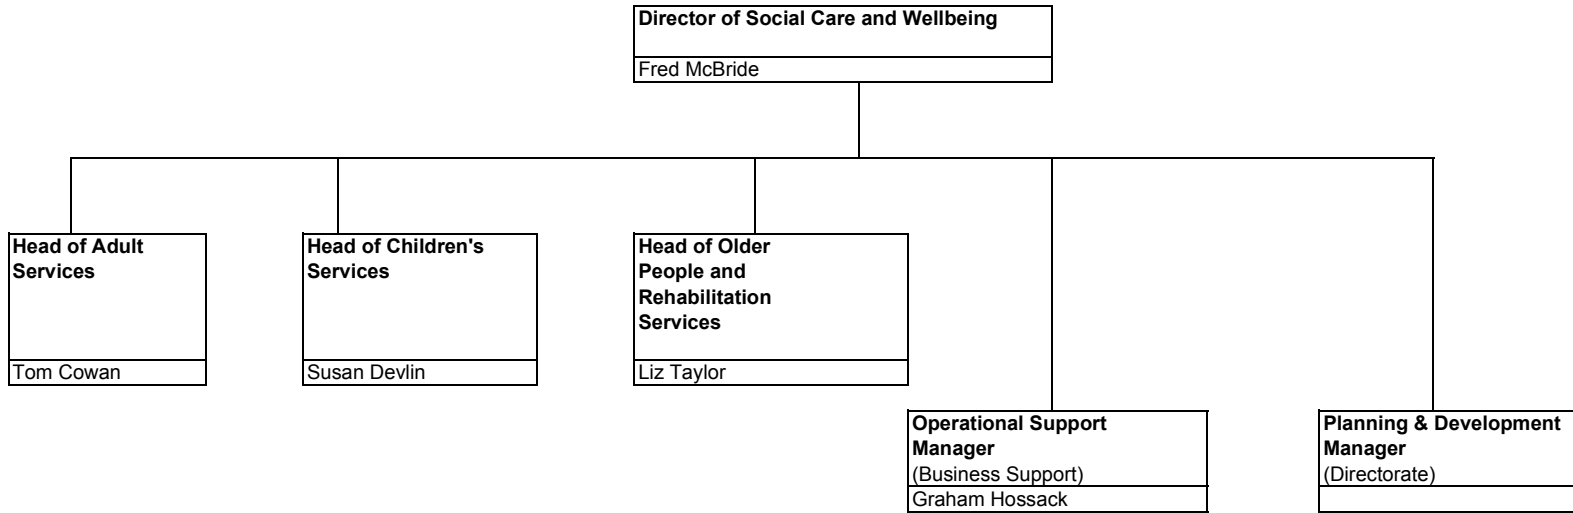 Director of Social Care and Wellbeing
Fred McBride
Head of Adult
Services
Tom Cowan
Head of Children's
Services
Susan Devlin
Head of Older
People and
Rehabilitation
Services
Liz Taylor
Operational Support
Manager
(Business Support)
Graham Hossack
Planning & Development
Manager
(Directorate)